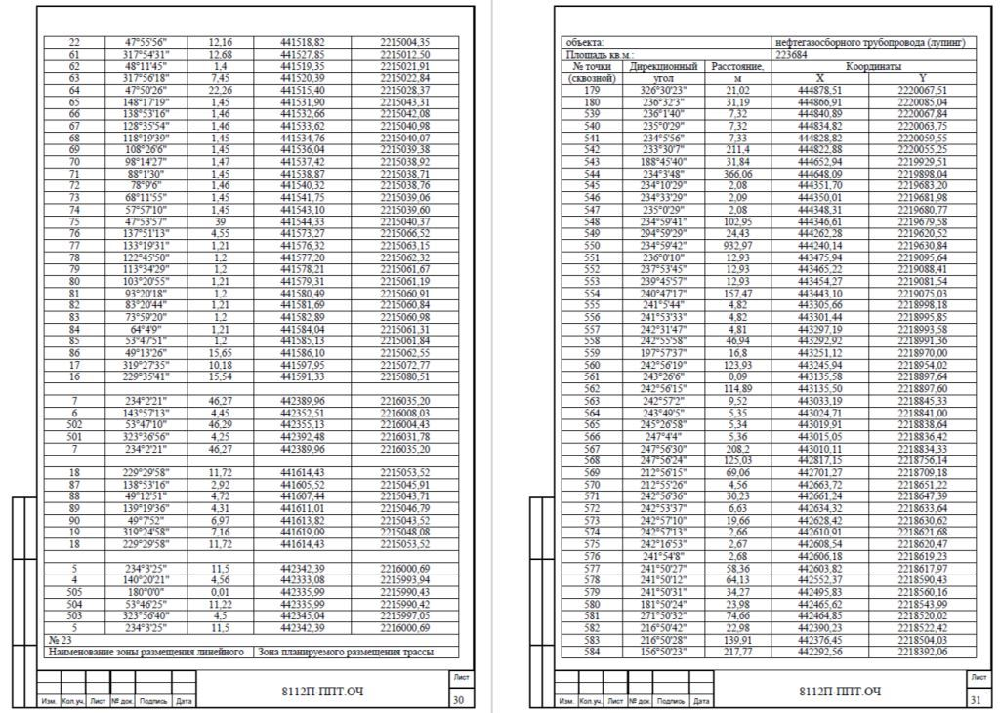 22 47°55'56" 12,16 441518,82 2215004,35
61 317°54'31" 12,68 441527,85 2215012,50
62 48°11'45" 1,4 441519,35 2215021,91
63 317°56'18" 7,45 441520,39 2215022,84
64 47°50'26" 22,26 441515,40 2215028,37
65 148°17'19" 1,45 441531,90 2215043,31
66 138°53'16" 1,46 441532,66 2215042,08
67 128°35'54" 1,46 441533,62 2215040,98
68 118°19'39" 1,45 441534,76 2215040,07
69 108°26'6" 1,45 441536,04 2215039,38
70 98°14'27" 1,47 441537,42 2215038,92
71 88°1'30" 1,45 441538,87 2215038,71
72 78°9'6" 1,46 441540,32 2215038,76
73 68°11'55" 1,45 441541,75 2215039,06
74 57°57'10" 1,45 441543,10 2215039,60
75 47°53'57" 39 441544,33 2215040,37
76 137°51'13" 4,55 441573,27 2215066,52
77 133°19'31" 1,21 441576,32 2215063,15
78 122°45'50" 1,2 441577,20 2215062,32
79 113°34'29" 1,2 441578,21 2215061,67
80 103°20'55" 1,21 441579,31 2215061,19
81 93°20'18" 1,2 441580,49 2215060,91
82 83°20'44" 1,21 441581,69 2215060,84
83 73°59'20" 1,2 441582,89 2215060,98
84 64°4'9" 1,21 441584,04 2215061,31
85 53°47'51" 1,2 441585,13 2215061,84
86 49°13'26" 15,65 441586,10 2215062,55
17 319°27'35" 10,18 441597,95 2215072,77
16 229°35'41" 15,54 441591,33 2215080,51
7 234°2'21" 46,27 442389,96 2216035,20
6 143°57'13" 4,45 442352,51 2216008,03
502 53°47'10" 46,29 442355,13 2216004,43
501 323°36'56" 4,25 442392,48 2216031,78
7 234°2'21" 46,27 442389,96 2216035,20
18 229°29'58" 11,72 441614,43 2215053,52
87 138°53'16" 2,92 441605,52 2215045,91
88 49°12'51" 4,72 441607,44 2215043,71
89 139°19'36" 4,31 441611,01 2215046,79
90 49°7'52" 6,97 441613,82 2215043,52
19 319°24'58" 7,16 441619,09 2215048,08
18 229°29'58" 11,72 441614,43 2215053,52
5 234°3'25" 11,5 442342,39 2216000,69
4 140°20'21" 4,56 442333,08 2215993,94
505 180°0'0" 0,01 442335,99 2215990,43
504 53°46'25" 11,22 442335,99 2215990,42
503 323°56'40" 4,5 442345,04 2215997,05
5 234°3'25" 11,5 442342,39 2216000,69
№ 23
Наименование зоны размещения линейного Зона планируемого размещения трассы
8112П-ППТ.ОЧ
Изм. Кол.уч. Лист № док. Подпись Дата
Лист
30
объекта: нефтегазосборного трубопровода (лупинг)
Площадь кв.м.: 223684
№ точки Дирекционный Расстояние, Координаты
(сквозной) угол м X Y
179 326°30'23" 21,02 444878,51 2220067,51
180 236°32'3" 31,19 444866,91 2220085,04
539 236°1'40" 7,32 444840,89 2220067,84
540 235°0'29" 7,32 444834,82 2220063,75
541 234°5'56" 7,33 444828,82 2220059,55
542 233°30'7" 211,4 444822,88 2220055,25
543 188°45'40" 31,84 444652,94 2219929,51
544 234°3'48" 366,06 444648,09 2219898,04
545 234°10'29" 2,08 444351,70 2219683,20
546 234°33'29" 2,09 444350,01 2219681,98
547 235°0'29" 2,08 444348,31 2219680,77
548 234°59'41" 102,95 444346,61 2219679,58
549 294°59'29" 24,43 444262,28 2219620,52
550 234°59'42" 932,97 444240,14 2219630,84
551 236°0'10" 12,93 443475,94 2219095,64
552 237°53'45" 12,93 443465,22 2219088,41
553 239°45'57" 12,93 443454,27 2219081,54
554 240°47'17" 157,47 443443,10 2219075,03
555 241°5'44" 4,82 443305,66 2218998,18
556 241°53'33" 4,82 443301,44 2218995,85
557 242°31'47" 4,81 443297,19 2218993,58
558 242°55'58" 46,94 443292,92 2218991,36
559 197°57'37" 16,8 443251,12 2218970,00
560 242°56'19" 123,93 443245,94 2218954,02
561 243°26'6" 0,09 443135,58 2218897,64
562 242°56'15" 114,89 443135,50 2218897,60
563 242°57'2" 9,52 443033,19 2218845,33
564 243°49'5" 5,35 443024,71 2218841,00
565 245°26'58" 5,34 443019,91 2218838,64
566 247°4'4" 5,36 443015,05 2218836,42
567 247°56'30" 208,2 443010,11 2218834,33
568 247°56'24" 125,03 442817,15 2218756,14
569 212°56'15" 69,06 442701,27 2218709,18
570 212°55'26" 4,56 442663,72 2218651,22
571 242°56'36" 30,23 442661,24 2218647,39
572 242°53'37" 6,63 442634,32 2218633,64
573 242°57'10" 19,66 442628,42 2218630,62
574 242°57'13" 2,66 442610,91 2218621,68
575 242°16'53" 2,67 442608,54 2218620,47
576 241°54'8" 2,68 442606,18 2218619,23
577 241°50'27" 58,36 442603,82 2218617,97
578 241°50'12" 64,13 442552,37 2218590,43
579 241°50'31" 34,27 442495,83 2218560,16
580 181°50'24" 23,98 442465,62 2218543,99
581 271°50'32" 74,66 442464,85 2218520,02
582 216°50'42" 22,98 442390,23 2218522,42
583 216°50'28" 139,91 442376,45 2218504,03
584 156°50'23" 217,77 442292,56 2218392,06
8112П-ППТ.ОЧ
Изм. Кол.уч. Лист № док. Подпись Дата
Лист
31